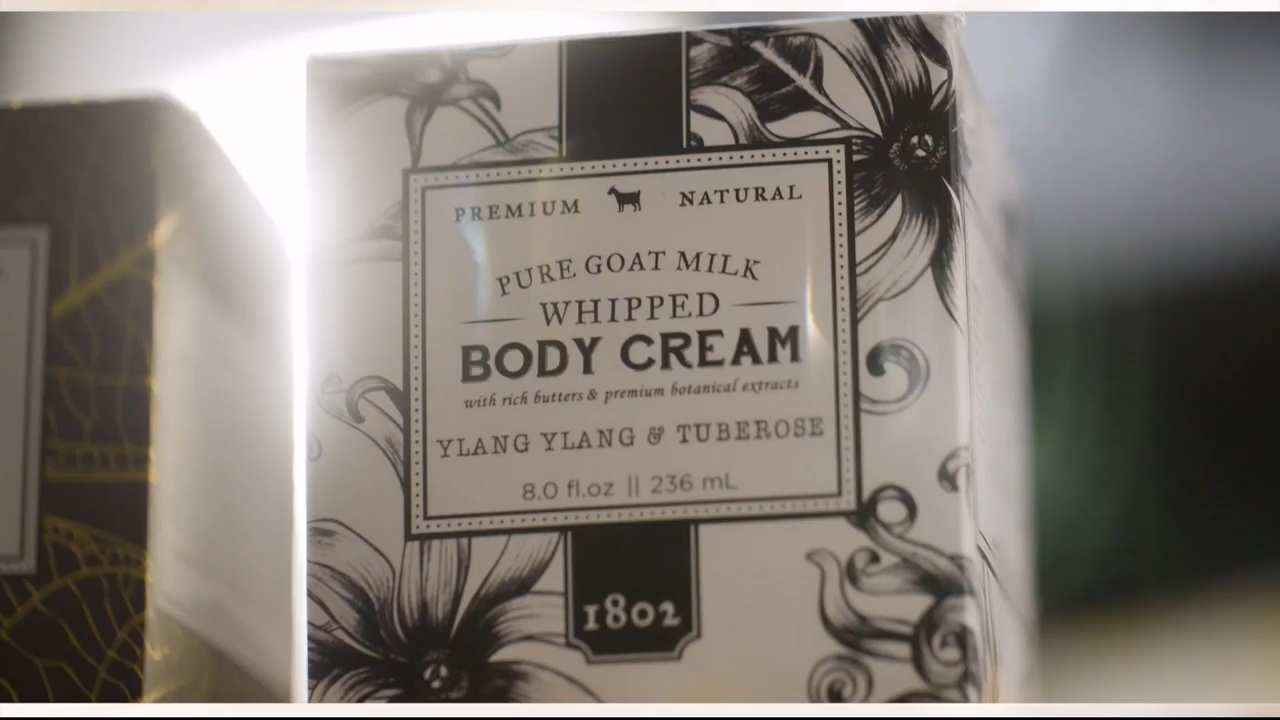 PREMIUM NATURAL
PURE GOAT MILK
WHIPPED
BODY CREAM
with rich butters & premium botanical extracts
YLANG YLANG & TUBEROSE
8.0 fl.oz || 236 mL
1802